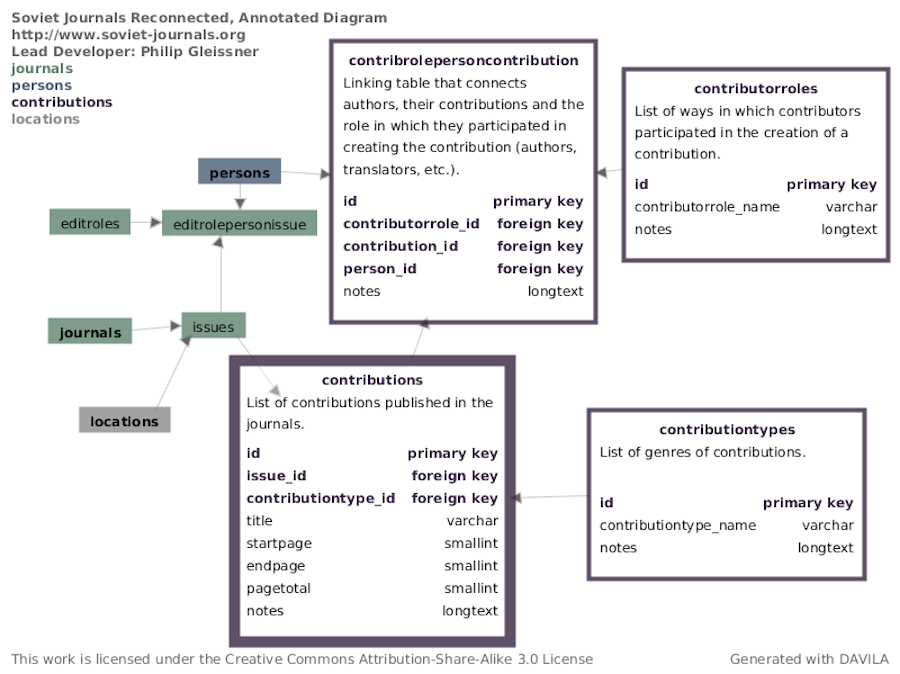 Soviet Journals Reconnected, Annotated Diagram
http://www.soviet-journals.org
Lead Developer: Philip Gleissner
journals
persons
contributions
locations
contribrolepersoncontribution
Linking table that connects
authors, their contributions and the
role in which they participated in
creating the contribution (authors,
translators, etc.).
id primary key
contributorrole_id foreign key
contribution_id foreign key
person_id foreign key
notes longtext
contributorroles
List of ways in which contributors
participated in the creation of a
contribution.
id primary key
contributorrole_name varchar
notes longtext
persons
editroles
editrolepersonissue
journals
issues
locations
contributions
List of contributions published in the
journals.
id primary key
issue_id foreign key
contributiontype_id foreign key
title varchar
startpage smallint
endpage smallint
pagetotal smallint
notes longtext
contributiontypes
List of genres of contributions.
id primary key
contributiontype_name varchar
notes longtext
This work is licensed under the Creative Commons Attribution-Share-Alike 3.0 License
Generated with DAVILA